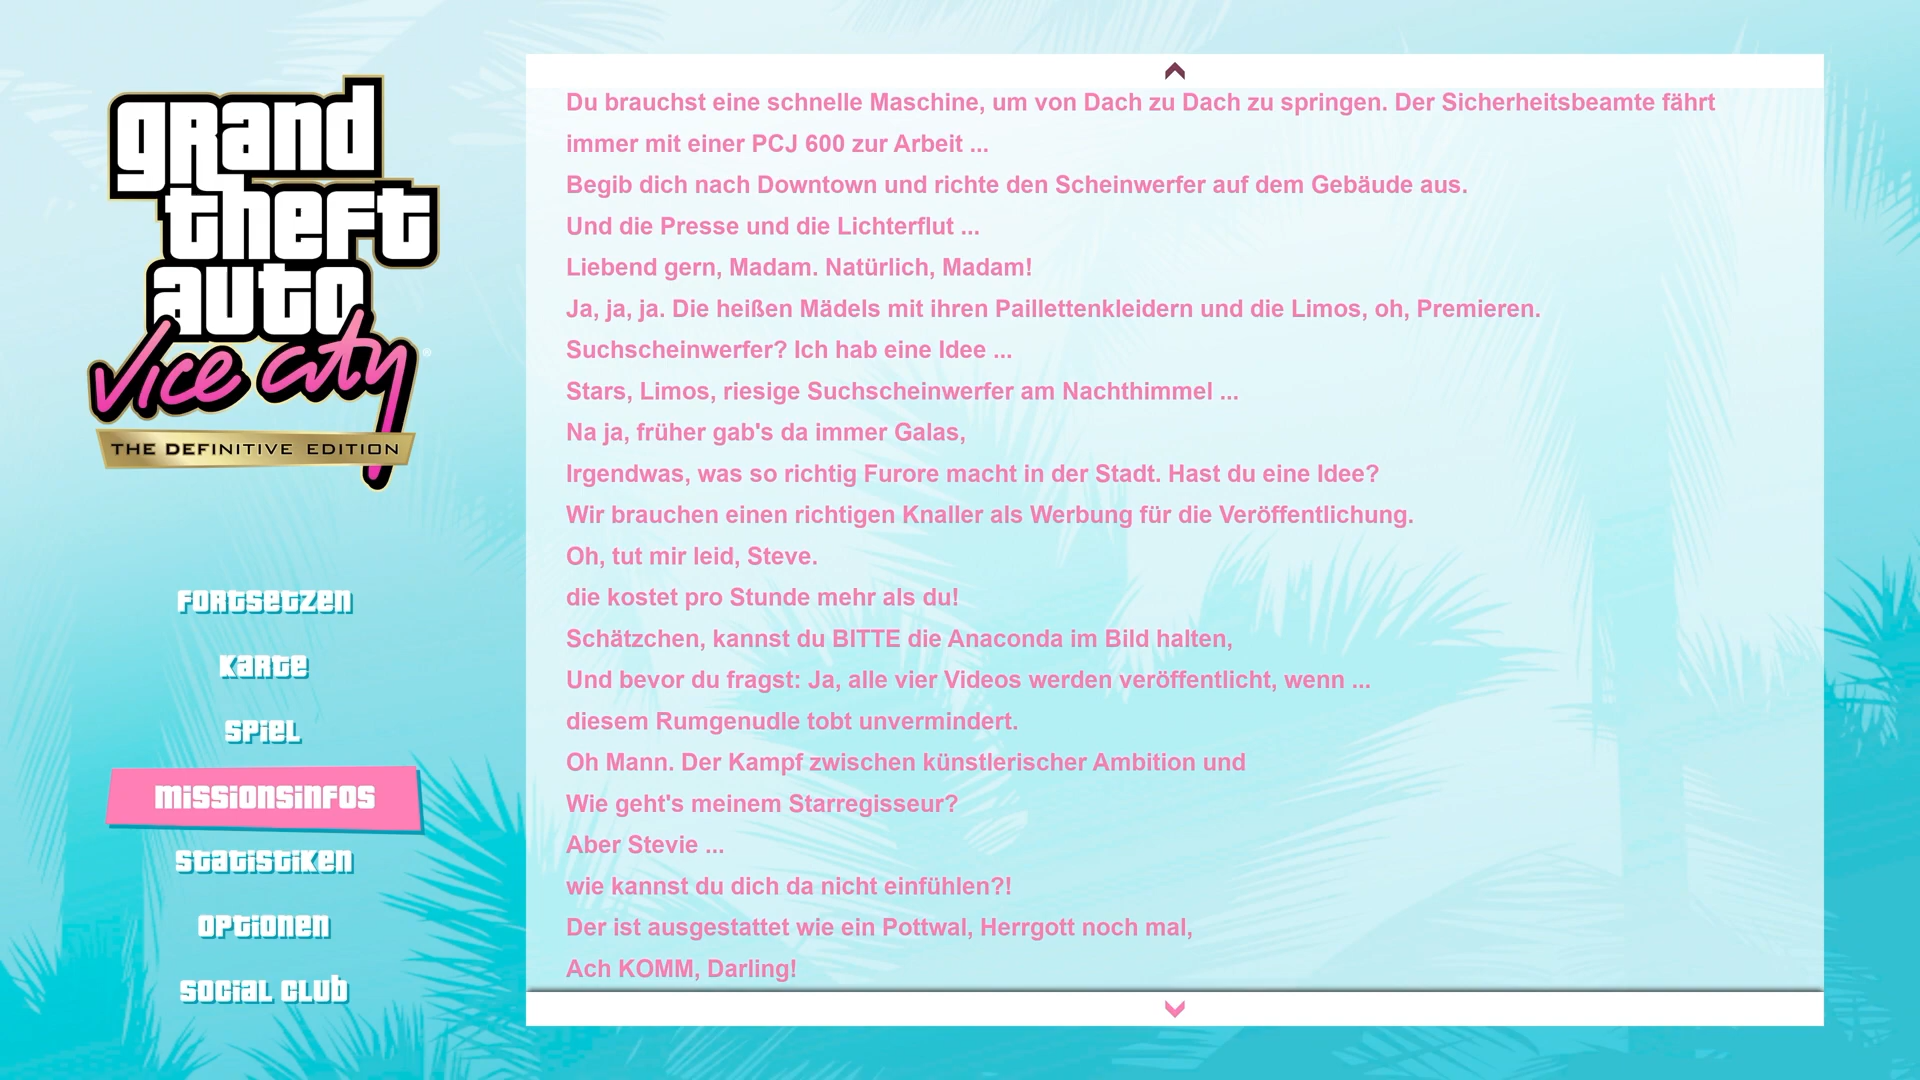 grand
theft
auto
Vice City
®
THE DEFINITIVE EDITION
Fortsetzen
Karte
Spiel
Missionsinfos
Statistiken
Optionen
Social Club
Du brauchst eine schnelle Maschine, um von Dach zu Dach zu springen. Der Sicherheitsbeamte fährt
immer mit einer PCJ 600 zur Arbeit ...
Begib dich nach Downtown und richte den Scheinwerfer auf dem Gebäude aus.
Und die Presse und die Lichterflut ...
Liebend gern, Madam. Natürlich, Madam!
Ja, ja, ja. Die heißen Mädels mit ihren Paillettenkleidern und die Limos, oh, Premieren.
Suchscheinwerfer? Ich hab eine Idee ...
Stars, Limos, riesige Suchscheinwerfer am Nachthimmel ...
Na ja, früher gab's da immer Galas,
Irgendwas, was so richtig Furore macht in der Stadt. Hast du eine Idee?
Wir brauchen einen richtigen Knaller als Werbung für die Veröffentlichung.
Oh, tut mir leid, Steve.
die kostet pro Stunde mehr als du!
Schätzchen, kannst du BITTE die Anaconda im Bild halten,
Und bevor du fragst: Ja, alle vier Videos werden veröffentlicht, wenn ...
diesem Rumgenudle tobt unvermindert.
Oh Mann. Der Kampf zwischen künstlerischer Ambition und
Wie geht's meinem Starregisseur?
Aber Stevie ...
wie kannst du dich da nicht einfühlen?!
Der ist ausgestattet wie ein Pottwal, Herrgott noch mal,
Ach KOMM, Darling!